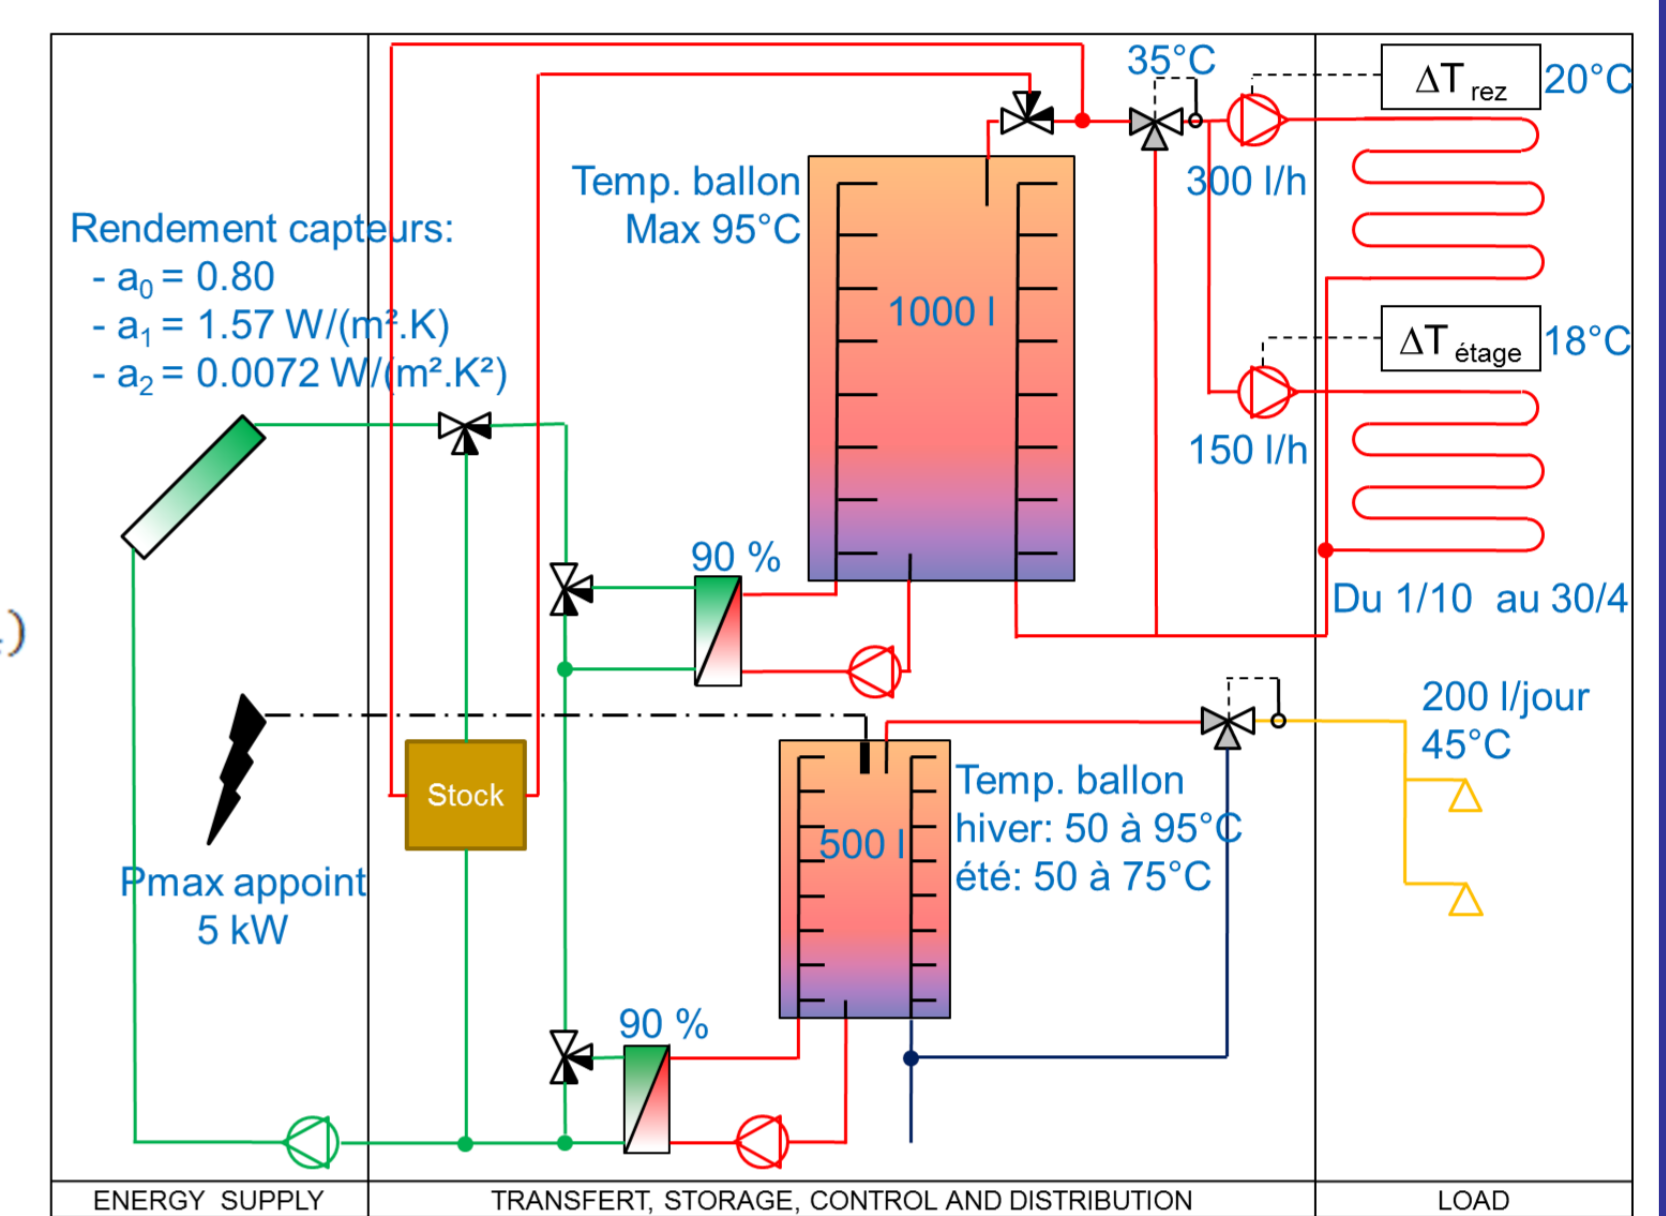 35°C
ΔT rez
20°C
Temp. ballon
Max 95°C
300 l/h
Rendement capteurs:
- a0 = 0.80
- a1 = 1.57 W/(m².K)
- a2 = 0.0072 W/(m².K²)
1000 l
ΔT étage
18°C
150 l/h
90 %
Du 1/10 au 30/4
)
200 l/jour
45°C
Stock
Temp. ballon
hiver: 50 à 95°C
été: 50 à 75°C
500 l
Pmax appoint
5 kW
90 %
ENERGY SUPPLY
TRANSFERT, STORAGE, CONTROL AND DISTRIBUTION
LOAD